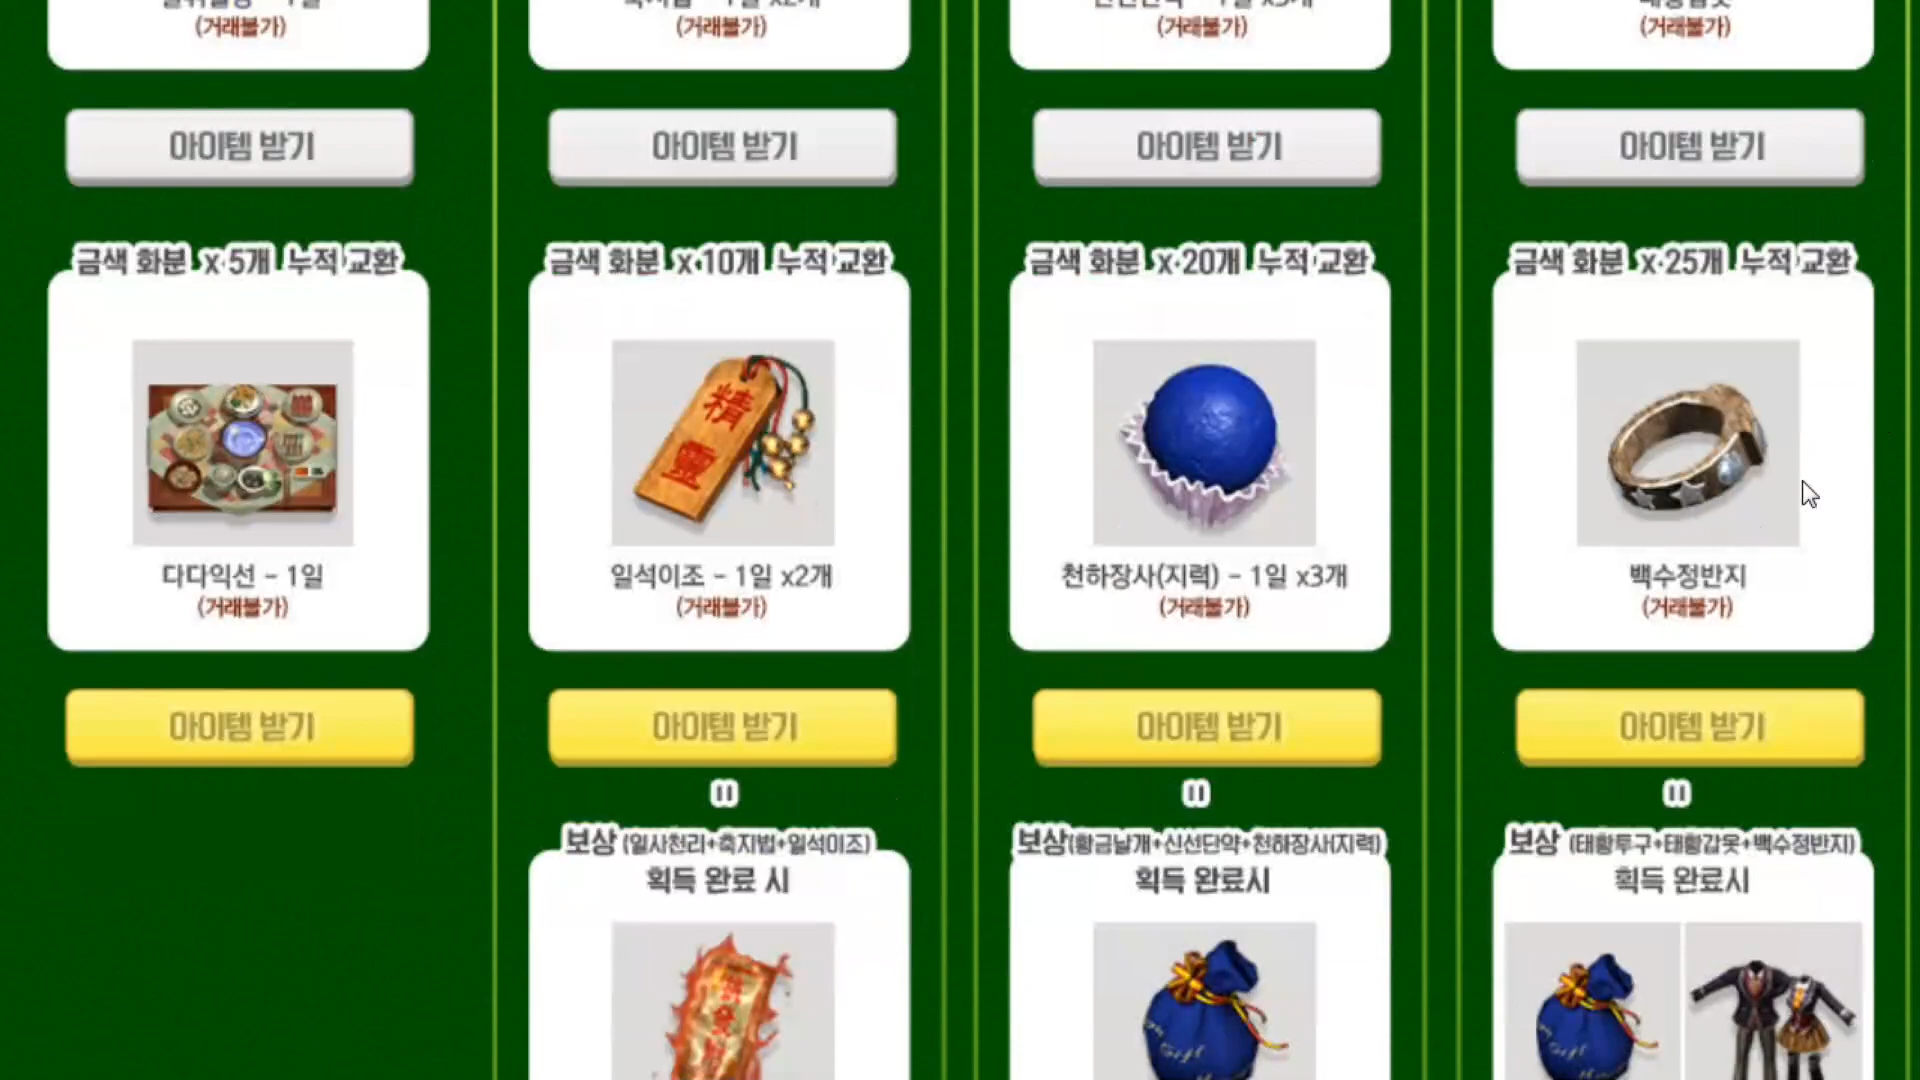 (거래불가)
(거래불가)
(거래불가)
(거래불가)
아이템 받기
아이템 받기
아이템 받기
아이템 받기
금색 화분 x 5개 누적 교환
금색 화분 x 10개 누적 교환
금색 화분 x 20개 누적 교환
금색 화분 x 25개 누적 교환
精
靈
다다익선 - 1일
(거래불가)
일석이조 - 1일 x2개
(거래불가)
천하장사(지력) - 1일 x3개
(거래불가)
백수정반지
(거래불가)
아이템 받기
아이템 받기
아이템 받기
아이템 받기
보상 (일사천리+축지법+일석이조)
획득 완료 시
보상(황금날개+신선단약+천하장사(지력)
획득 완료시
보상 (태황투구+태황갑옷+백수정반지)
획득 완료시
Gift
Gift